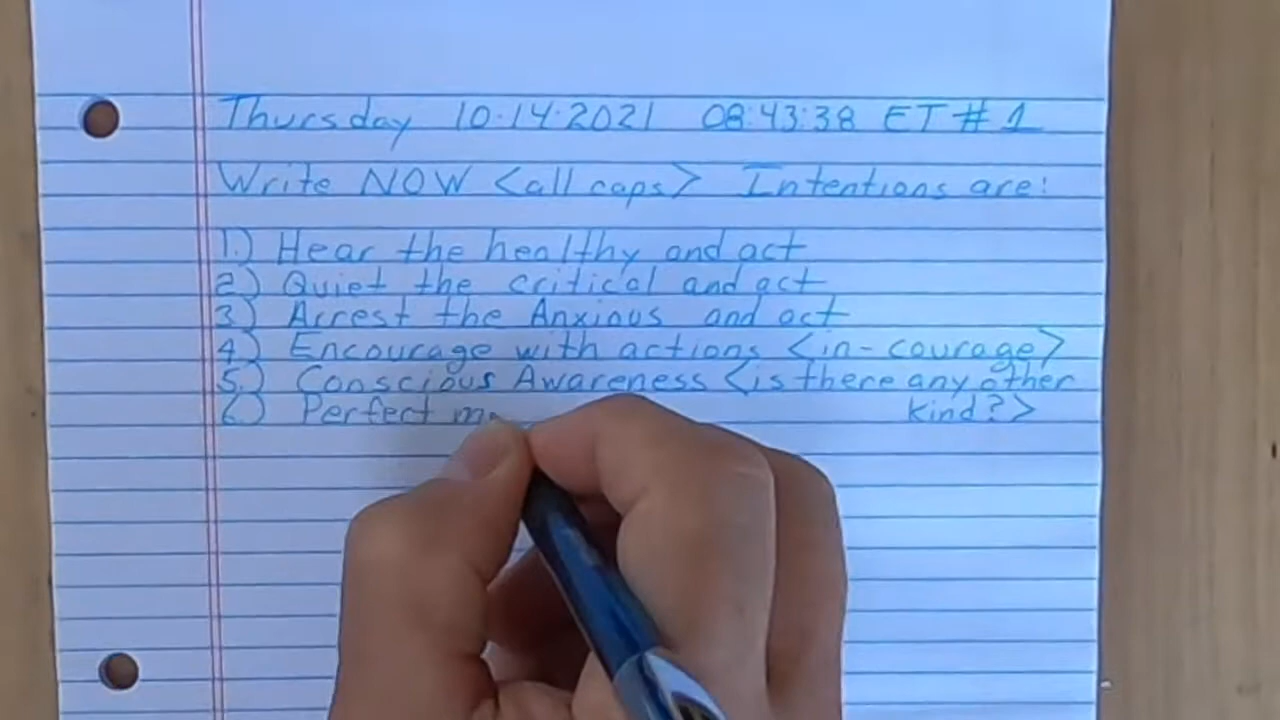 Thursday 10.14.2021 08:43:38 ET #1
Write NOW <all caps> Intentions are:
1.) Hear the healthy and act
2.) Quiet the critical and act
3.) Arrest the Anxious and act
4.) Encourage with actions <in-courage>
5.) Conscious Awareness <is there any other
6.) Perfect kind?>